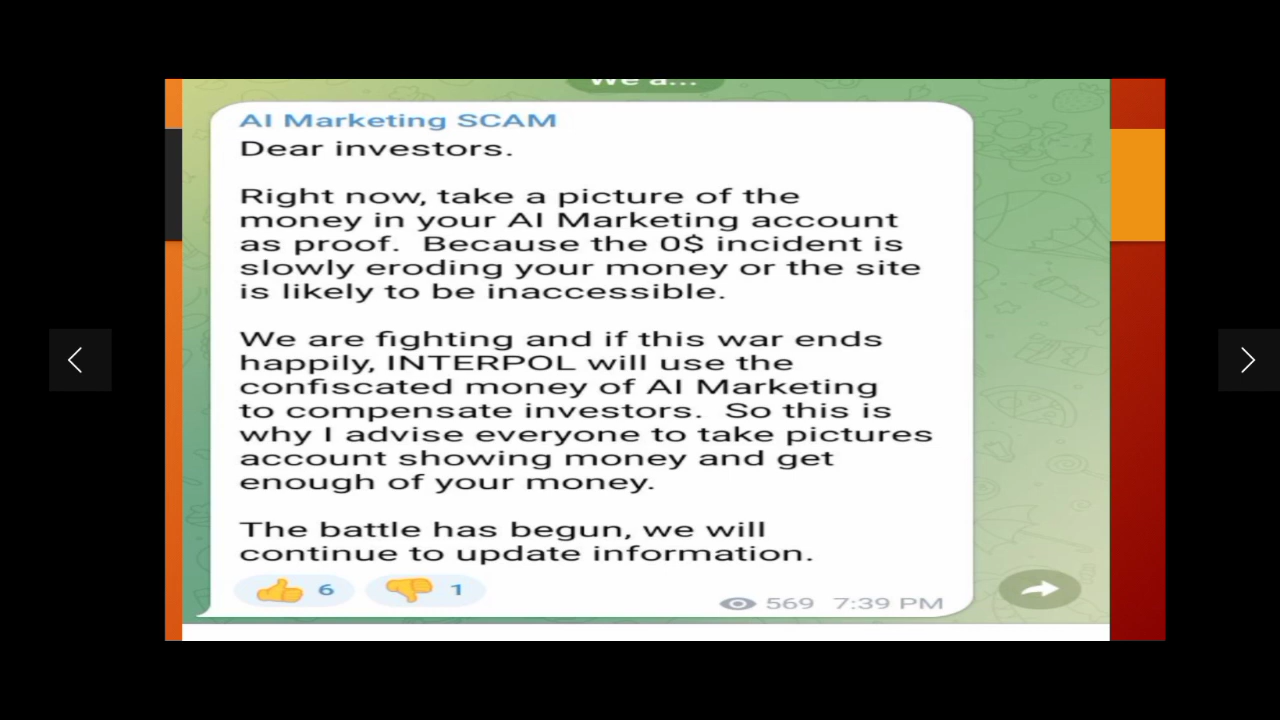 We a...
AI Marketing SCAM
Dear investors.
Right now, take a picture of the
money in your AI Marketing account
as proof.  Because the 0$ incident is
slowly eroding your money or the site
is likely to be inaccessible.
We are fighting and if this war ends
happily, INTERPOL will use the
confiscated money of AI Marketing
to compensate investors.  So this is
why I advise everyone to take pictures
account showing money and get
enough of your money.
The battle has begun, we will
continue to update information.
6 1
569 7:39 PM